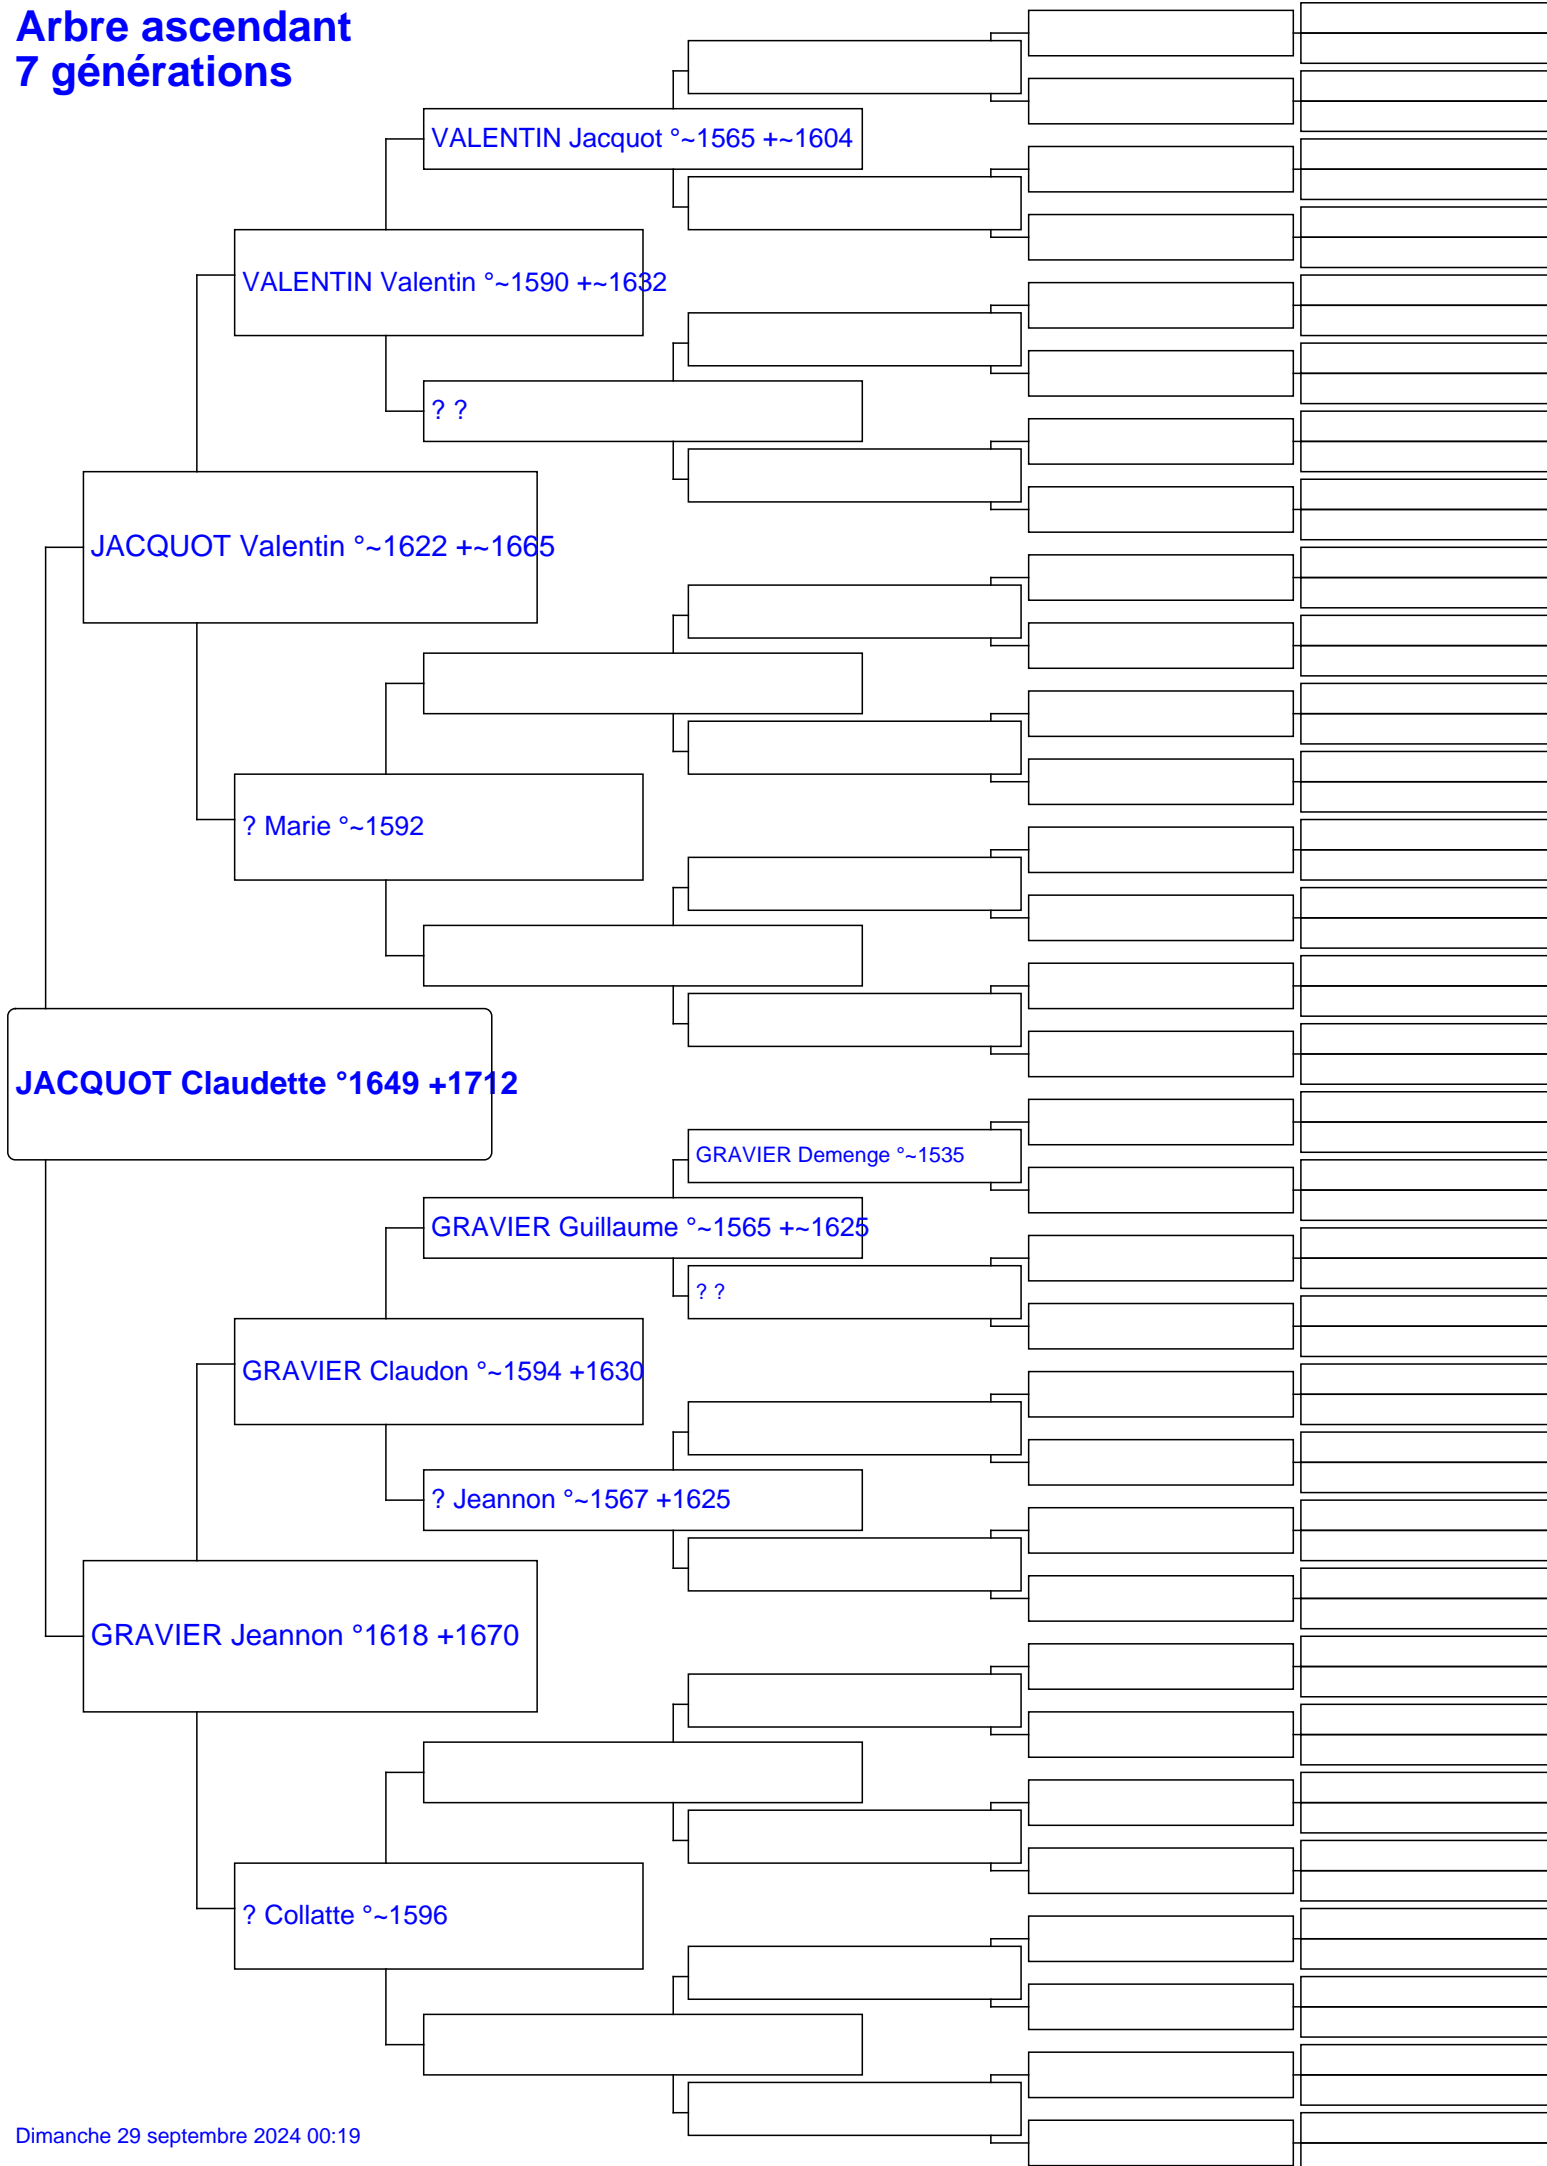 Arbre ascendant
7 générations
VALENTIN Jacquot °~1565 +~1604
VALENTIN Valentin °~1590 +~1632
? ?
JACQUOT Valentin °~1622 +~1665
? Marie °~1592
JACQUOT Claudette °1649 +1712
GRAVIER Demenge °~1535
GRAVIER Guillaume °~1565 +~1625
? ?
GRAVIER Claudon °~1594 +1630
? Jeannon °~1567 +1625
GRAVIER Jeannon °1618 +1670
? Collatte °~1596
Dimanche 29 septembre 2024 00:19